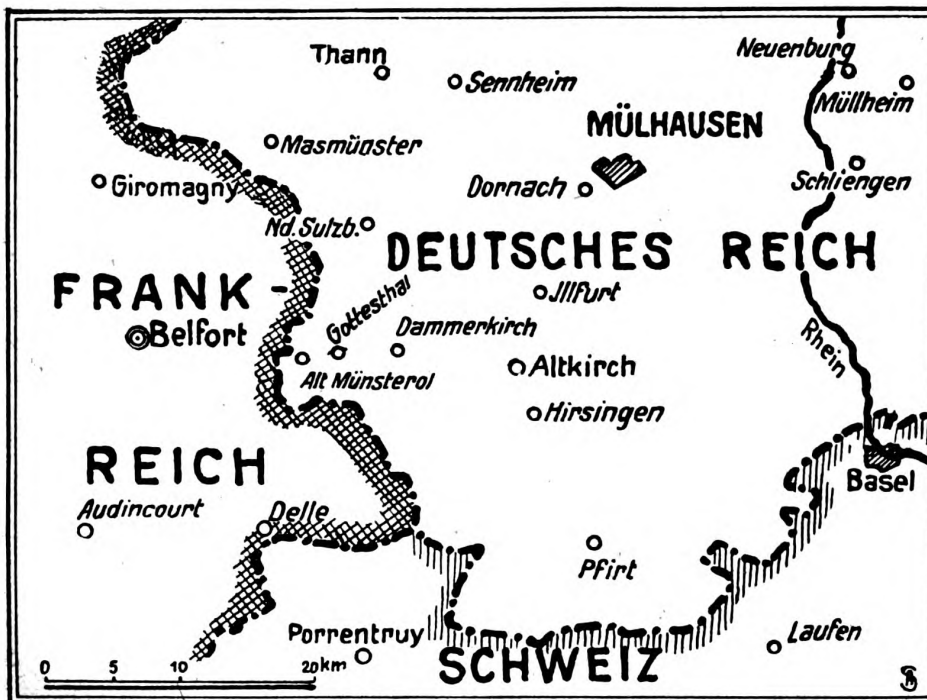 Neuenburg
Thann
Sennheim
Müllheim
MÜLHAUSEN
Masmünster
Giromagny
Dornach
Schliengen
Nd. Sulzb.
DEUTSCHES REICH
FRANK-
Jllfurt
Gottesthal
Belfort
Dammerkirch
Rhein
Alt Münsterol
Altkirch
Hirsingen
REICH
Basel
Audincourt
Delle
Pfirt
Porrentruy
Laufen
SCHWEIZ
0 5 10 20km